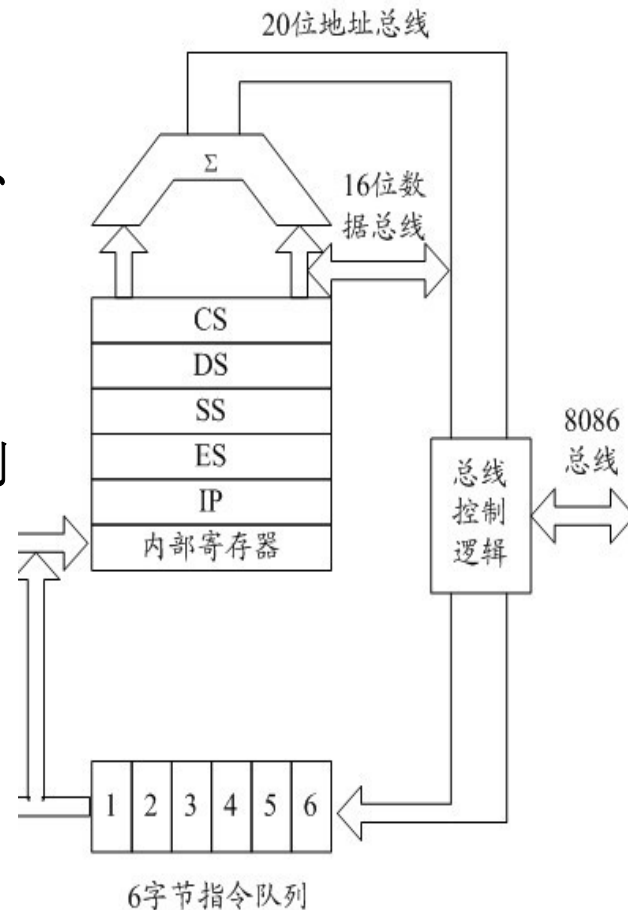 20位地址总线
Σ
16位数
据总线
CS
DS
SS
ES
IP
内部寄存器
8086
总线
总线
控制
逻辑
1 2 3 4 5 6
6字节指令队列